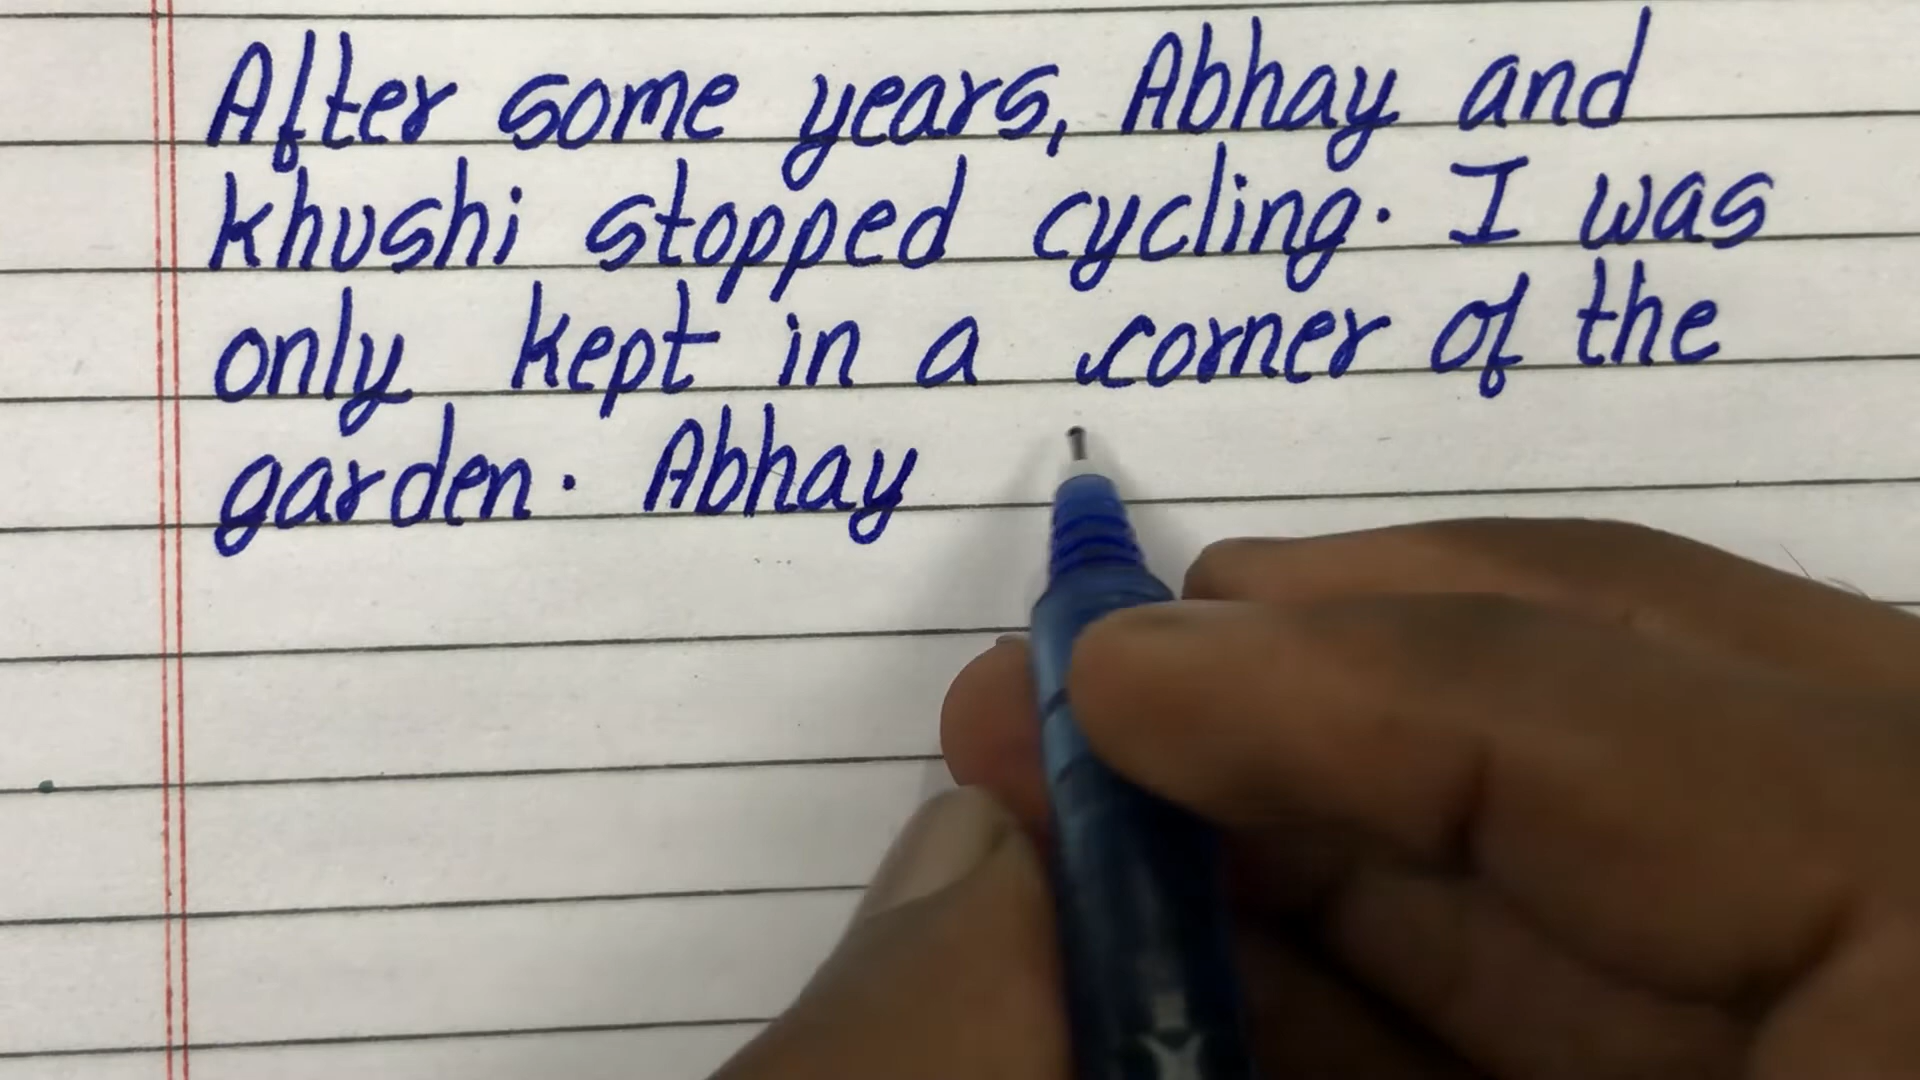 After some years, Abhay and
khushi stopped cycling. I was
only kept in a corner of the
garden. Abhay